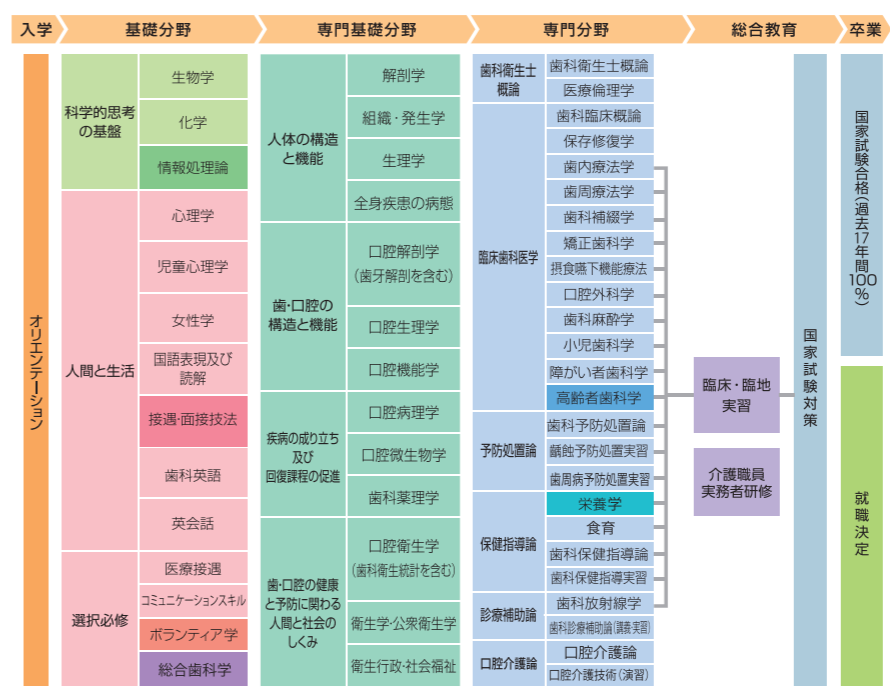 入学
基礎分野
専門基礎分野
専門分野
総合教育
卒業
オリエンテーション
科学的思考
の基盤
生物学
化学
情報処理論
人間と生活
心理学
児童心理学
女性学
国語表現及び
読解
接遇・面接技法
歯科英語
英会話
選択必修
医療接遇
コミュニケーションスキル
ボランティア学
総合歯科学
人体の構造
と機能
解剖学
組織・発生学
生理学
全身疾患の病態
歯・口腔の
構造と機能
口腔解剖学
(歯牙解剖を含む)
口腔生理学
口腔機能学
疾病の成り立ち
及び
回復課程の促進
口腔病理学
口腔微生物学
歯科薬理学
歯・口腔の健康
と予防に関わる
人間と社会の
しくみ
口腔衛生学
(歯科衛生統計を含む)
衛生学・公衆衛生学
衛生行政・社会福祉
歯科衛生士
概論
歯科衛生士概論
医療倫理学
臨床歯科医学
歯科臨床概論
保存修復学
歯内療法学
歯周療法学
歯科補綴学
矯正歯科学
摂食嚥下機能療法
口腔外科学
歯科麻酔学
小児歯科学
障がい者歯科学
高齢者歯科学
予防処置論
歯科予防処置論
齲蝕予防処置実習
歯周病予防処置実習
保健指導論
栄養学
食育
歯科保健指導論
歯科保健指導実習
診療補助論
歯科放射線学
歯科診療補助論(講義・実習)
口腔介護論
口腔介護論
口腔介護技術(演習)
臨床・臨地
実習
介護職員
実務者研修
国家試験対策
国家試験合格(過去17年間100%)
就職決定